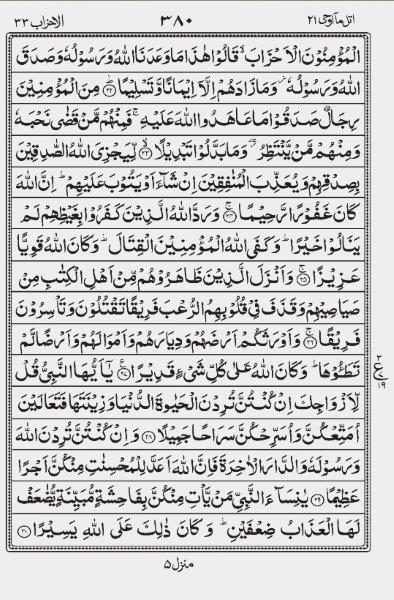 اتل ما اوحی ۲۱ ۳۸۰ الاحزاب ۳۳
الْمُؤْمِنُوْنَ الْاَحْزَابَ ۙ قَالُوْا هٰذَا مَا وَعَدَنَا اللّٰهُ وَرَسُوْلُهٗ وَصَدَقَ
اللّٰهُ وَرَسُوْلُهٗ ؗ وَمَا زَادَهُمْ اِلَّاۤ اِيْمَانًا وَّتَسْلِيْمًا ؕ۲۲ مِنَ الْمُؤْمِنِيْنَ
رِجَالٌ صَدَقُوْا مَا عَاهَدُوا اللّٰهَ عَلَيْهِ ۚ فَمِنْهُمْ مَّنْ قَضٰى نَحْبَهٗ
وَمِنْهُمْ مَّنْ يَّنْتَظِرُ ۖؗ وَمَا بَدَّلُوْا تَبْدِيْلًا ۙ۲۳ لِّيَجْزِيَ اللّٰهُ الصّٰدِقِيْنَ
بِصِدْقِهِمْ وَيُعَذِّبَ الْمُنٰفِقِيْنَ اِنْ شَآءَ اَوْ يَتُوْبَ عَلَيْهِمْ ؕ اِنَّ اللّٰهَ
كَانَ غَفُوْرًا رَّحِيْمًا ۚ۲۴ وَرَدَّ اللّٰهُ الَّذِيْنَ كَفَرُوْا بِغَيْظِهِمْ لَمْ
يَنَالُوْا خَيْرًا ؕ وَكَفَى اللّٰهُ الْمُؤْمِنِيْنَ الْقِتَالَ ؕ وَكَانَ اللّٰهُ قَوِيًّا
عَزِيْزًا ۚ۲۵ وَاَنْزَلَ الَّذِيْنَ ظَاهَرُوْهُمْ مِّنْ اَهْلِ الْكِتٰبِ مِنْ
صَيَاصِيْهِمْ وَقَذَفَ فِيْ قُلُوْبِهِمُ الرُّعْبَ فَرِيْقًا تَقْتُلُوْنَ وَتَاْسِرُوْنَ
فَرِيْقًا ۚ۲۶ وَاَوْرَثَكُمْ اَرْضَهُمْ وَدِيَارَهُمْ وَاَمْوَالَهُمْ وَاَرْضًا لَّمْ
تَطَـُٔوْهَا ؕ وَكَانَ اللّٰهُ عَلٰى كُلِّ شَيْءٍ قَدِيْرًا ۠۲۷ يٰۤاَيُّهَا النَّبِيُّ قُلْ
۲ ع ۱۹
لِّاَزْوَاجِكَ اِنْ كُنْتُنَّ تُرِدْنَ الْحَيٰوةَ الدُّنْيَا وَزِيْنَتَهَا فَتَعَالَيْنَ
اُمَتِّعْكُنَّ وَاُسَرِّحْكُنَّ سَرَاحًا جَمِيْلًا ۲۸ وَاِنْ كُنْتُنَّ تُرِدْنَ اللّٰهَ
وَرَسُوْلَهٗ وَالدَّارَ الْاٰخِرَةَ فَاِنَّ اللّٰهَ اَعَدَّ لِلْمُحْسِنٰتِ مِنْكُنَّ اَجْرًا
عَظِيْمًا ۲۹ يٰنِسَآءَ النَّبِيِّ مَنْ يَّاْتِ مِنْكُنَّ بِفَاحِشَةٍ مُّبَيِّنَةٍ يُّضٰعَفْ
لَهَا الْعَذَابُ ضِعْفَيْنِ ؕ وَكَانَ ذٰلِكَ عَلَى اللّٰهِ يَسِيْرًا ۳۰
منزل ۵